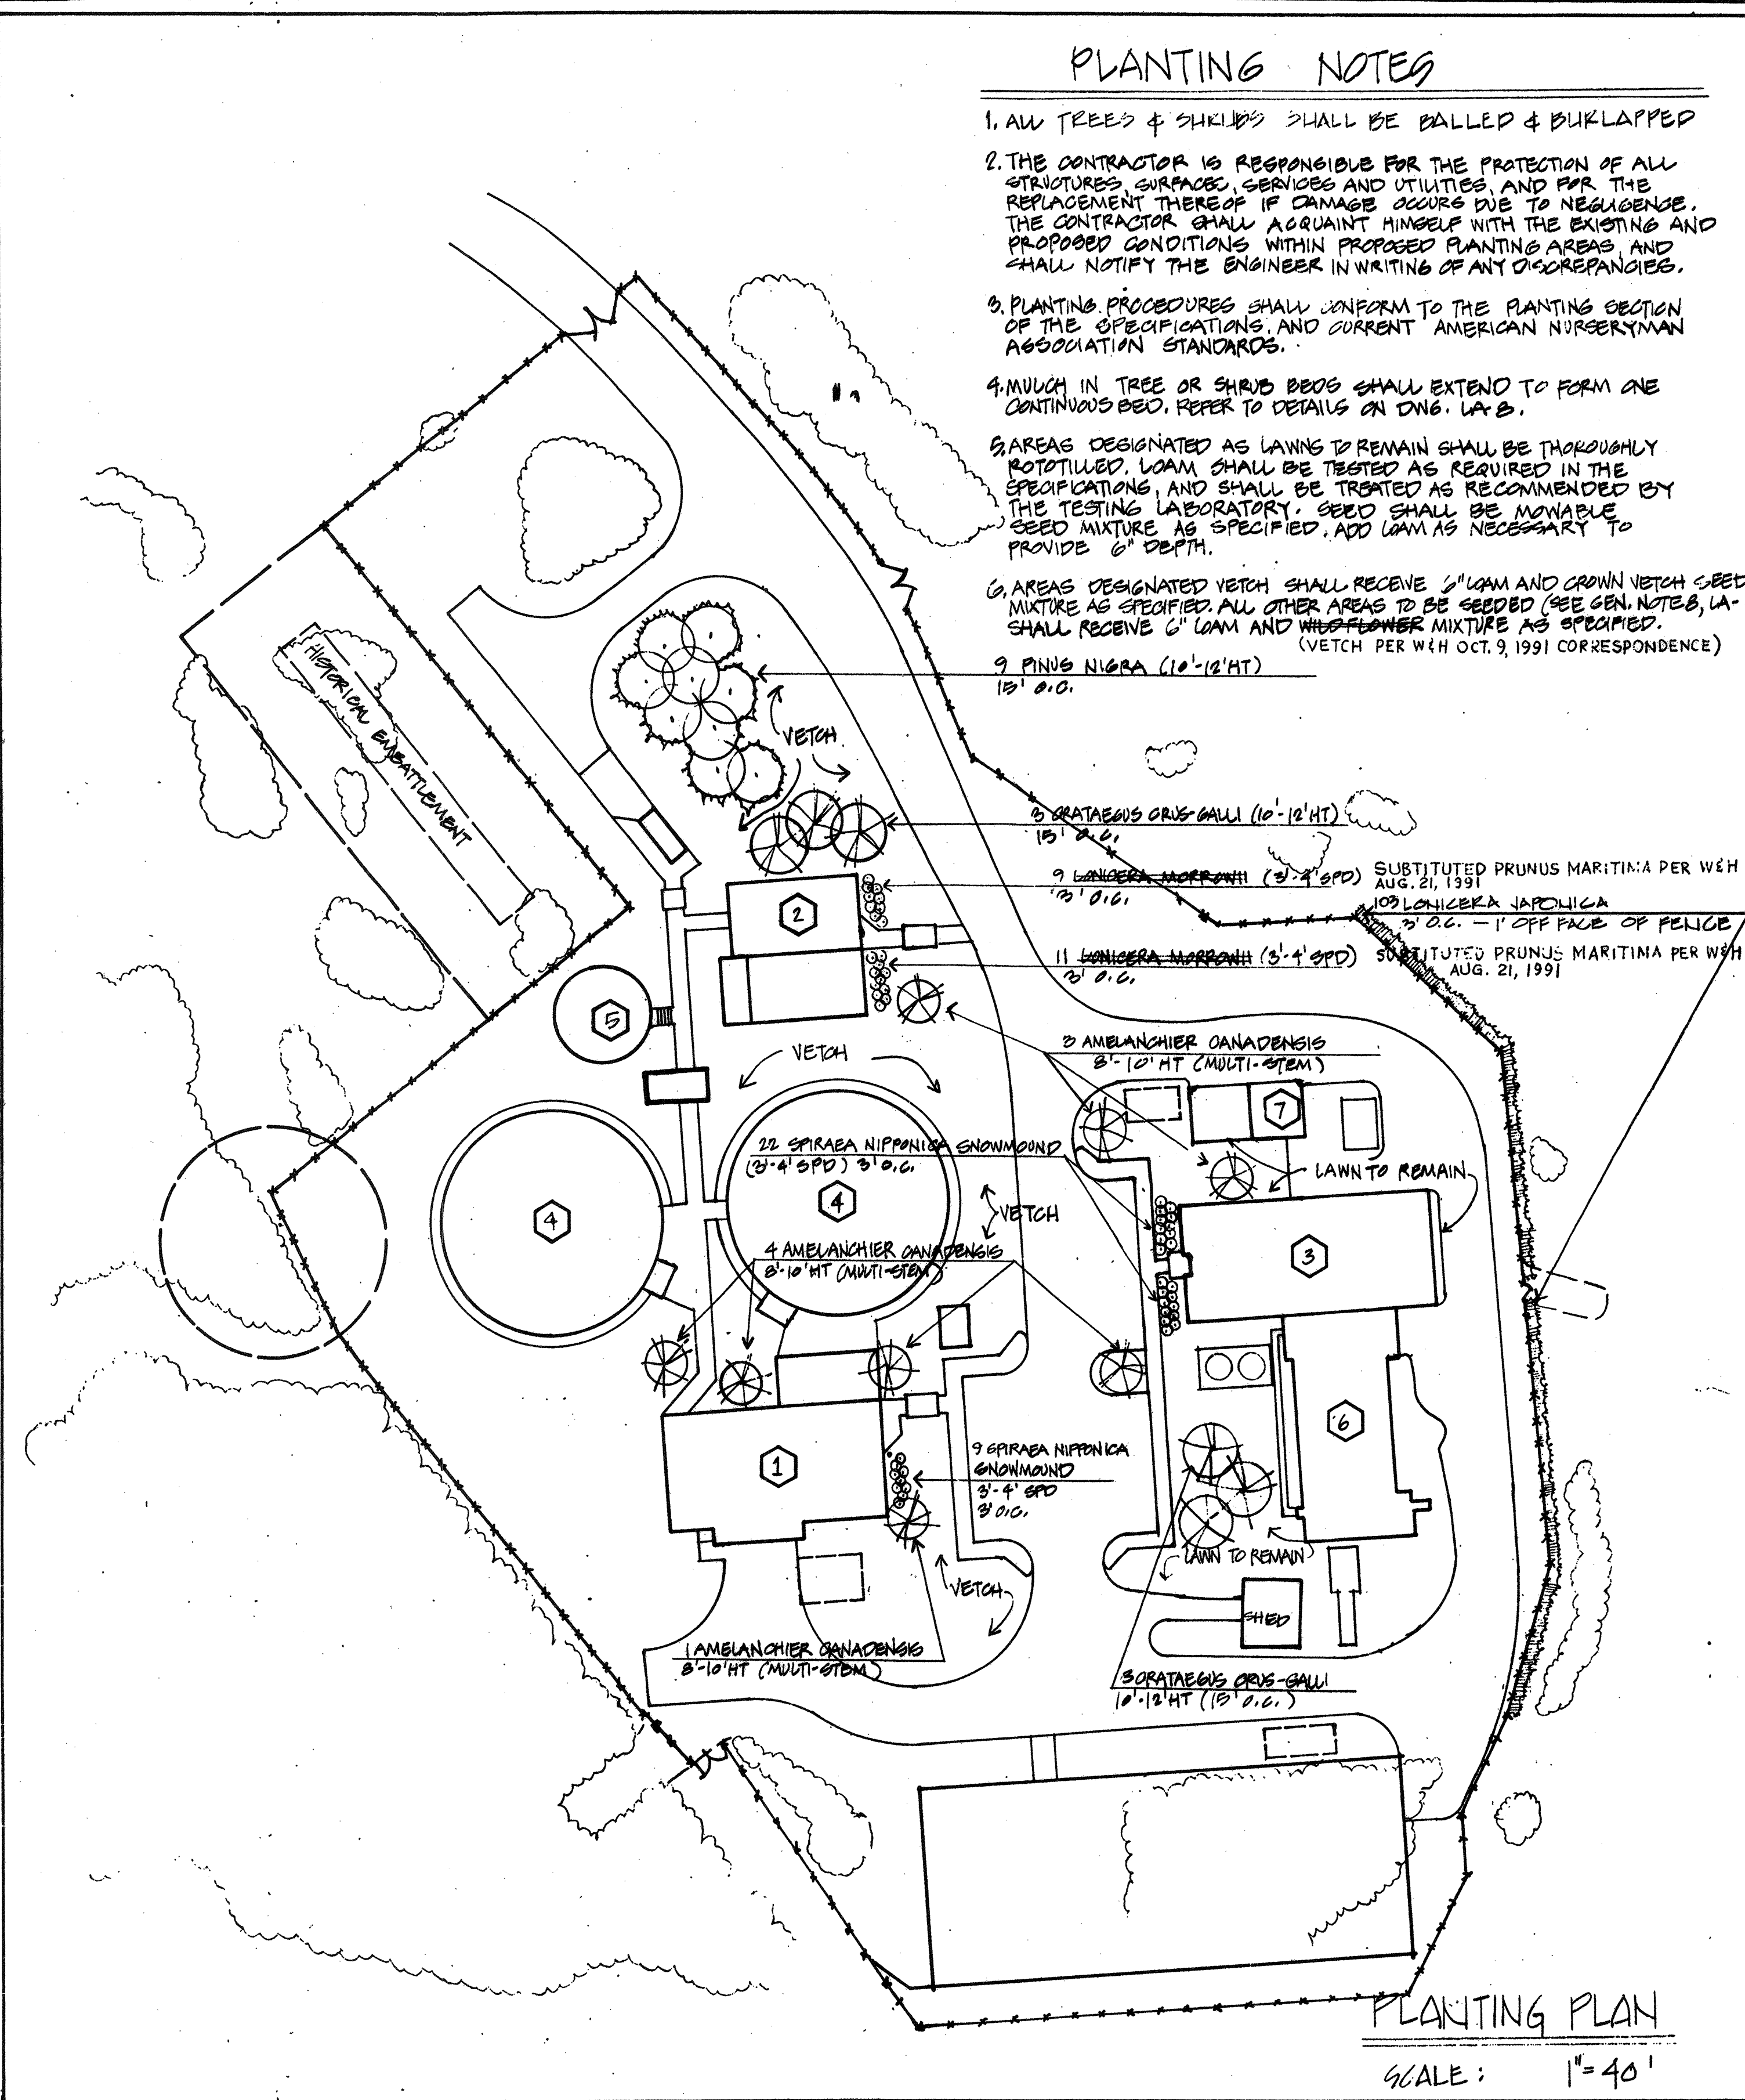 PLANTING NOTES
1. ALL TREES & SHRUBS SHALL BE BALLED & BURLAPPED
2. THE CONTRACTOR IS RESPONSIBLE FOR THE PROTECTION OF ALL
STRUCTURES, SURFACES, SERVICES AND UTILITIES, AND FOR THE
REPLACEMENT THEREOF IF DAMAGE OCCURS DUE TO NEGLIGENCE.
THE CONTRACTOR SHALL ACQUAINT HIMSELF WITH THE EXISTING AND
PROPOSED CONDITIONS WITHIN PROPOSED PLANTING AREAS, AND
SHALL NOTIFY THE ENGINEER IN WRITING OF ANY DISCREPANCIES.
3. PLANTING PROCEDURES SHALL CONFORM TO THE PLANTING SECTION
OF THE SPECIFICATIONS, AND CURRENT AMERICAN NURSERYMAN
ASSOCIATION STANDARDS.
4. MULCH IN TREE OR SHRUB BEDS SHALL EXTEND TO FORM ONE
CONTINUOUS BED. REFER TO DETAILS ON DWG. LA-8.
5. AREAS DESIGNATED AS LAWNS TO REMAIN SHALL BE THOROUGHLY
ROTOTILLED. LOAM SHALL BE TESTED AS REQUIRED IN THE
SPECIFICATIONS, AND SHALL BE TREATED AS RECOMMENDED BY
THE TESTING LABORATORY. SEED SHALL BE MOWABLE
SEED MIXTURE AS SPECIFIED. ADD LOAM AS NECESSARY TO
PROVIDE 6" DEPTH.
6. AREAS DESIGNATED VETCH SHALL RECEIVE 6" LOAM AND CROWN VETCH SEED
MIXTURE AS SPECIFIED. ALL OTHER AREAS TO BE SEEDED (SEE GEN. NOTE 8, LA-
SHALL RECEIVE 6" LOAM AND WILDFLOWER MIXTURE AS SPECIFIED.
(VETCH PER W&H OCT. 9, 1991 CORRESPONDENCE)
9 PINUS NIGRA (10'-12' HT)
15' O.C.
HISTORICAL EMBATTLEMENT
VETCH
3 CRATAEGUS CRUS-GALLI (10'-12' HT)
15' O.C.
9 LONICERA MORROWII (3'-4' SPD) SUBTITUTED PRUNUS MARITIMA PER W&H
3' O.C. AUG. 21, 1991
103 LONICERA JAPONICA
3' O.C. — 1' OFF FACE OF FENCE
11 LONICERA MORROWII (3'-4' SPD) SUBTITUTED PRUNUS MARITIMA PER W&H
3' O.C. AUG. 21, 1991
2
5
VETCH
3 AMELANCHIER CANADENSIS
8'-10' HT (MULTI-STEM)
7
22 SPIRAEA NIPPONICA SNOWMOUND
(3'-4' SPD) 3' O.C.
LAWN TO REMAIN
4
4
VETCH
3
4 AMELANCHIER CANADENSIS
8'-10' HT (MULTI-STEM)
6
1
9 SPIRAEA NIPPONICA
SNOWMOUND
3'-4' SPD
3' O.C.
LAWN TO REMAIN
VETCH
SHED
1 AMELANCHIER CANADENSIS
8'-10' HT (MULTI-STEM)
3 CRATAEGUS CRUS-GALLI
10'-12' HT (15' O.C.)
PLANTING PLAN
SCALE: 1"=40'